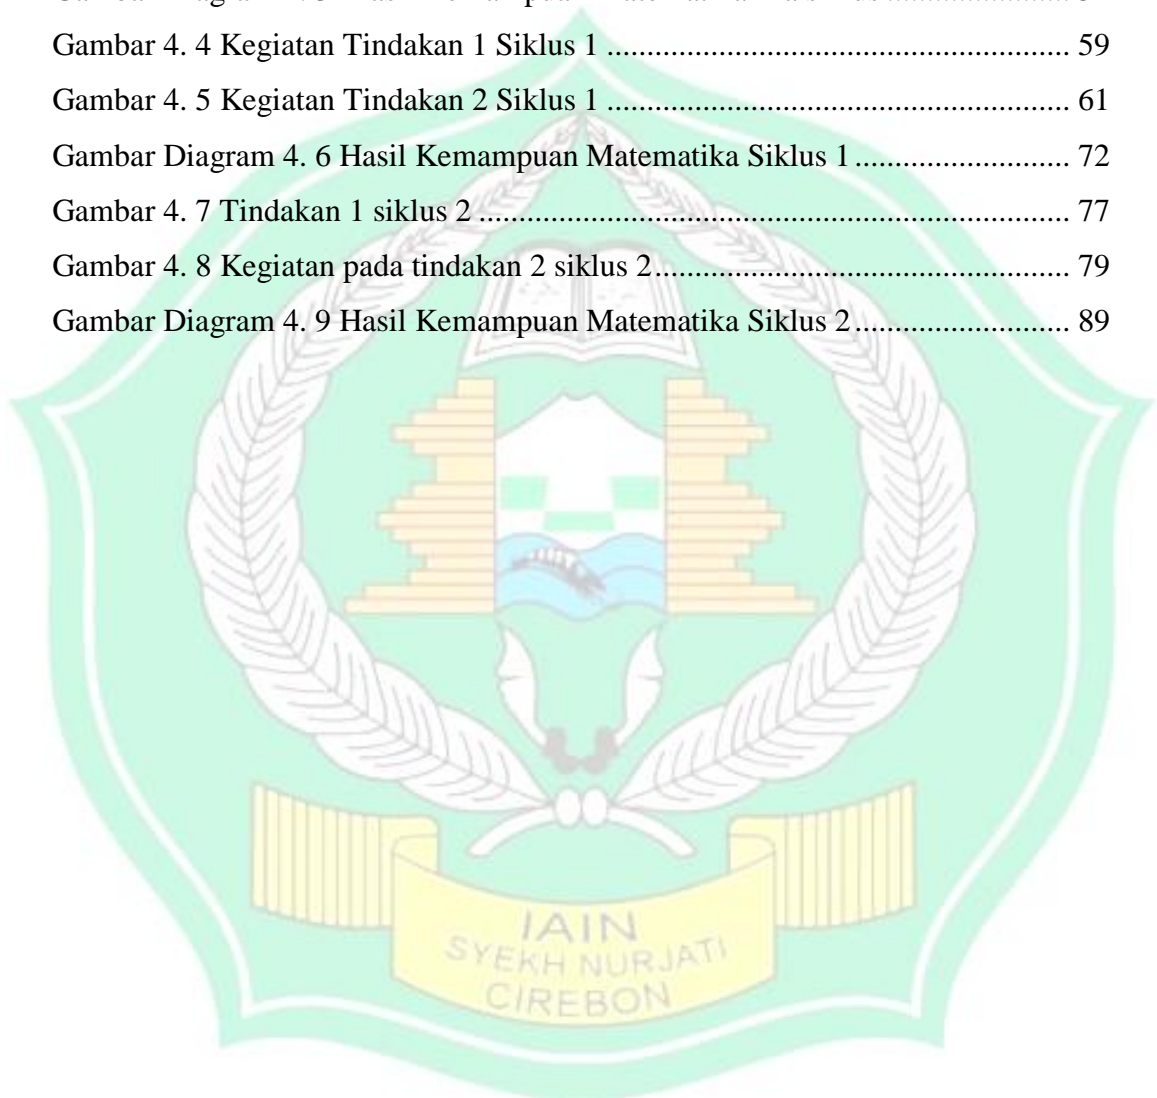 Gambar 4. 4 Kegiatan Tindakan 1 Siklus 1 ........................................................................ 59
Gambar 4. 5 Kegiatan Tindakan 2 Siklus 1 ........................................................................ 61
Gambar Diagram 4. 6 Hasil Kemampuan Matematika Siklus 1 ................................. 72
Gambar 4. 7 Tindakan 1 siklus 2 ............................................................................................ 77
Gambar 4. 8 Kegiatan pada tindakan 2 siklus 2 ................................................................. 79
Gambar Diagram 4. 9 Hasil Kemampuan Matematika Siklus 2 ................................. 89
IAIN
SYEKH NURJATI
CIREBON